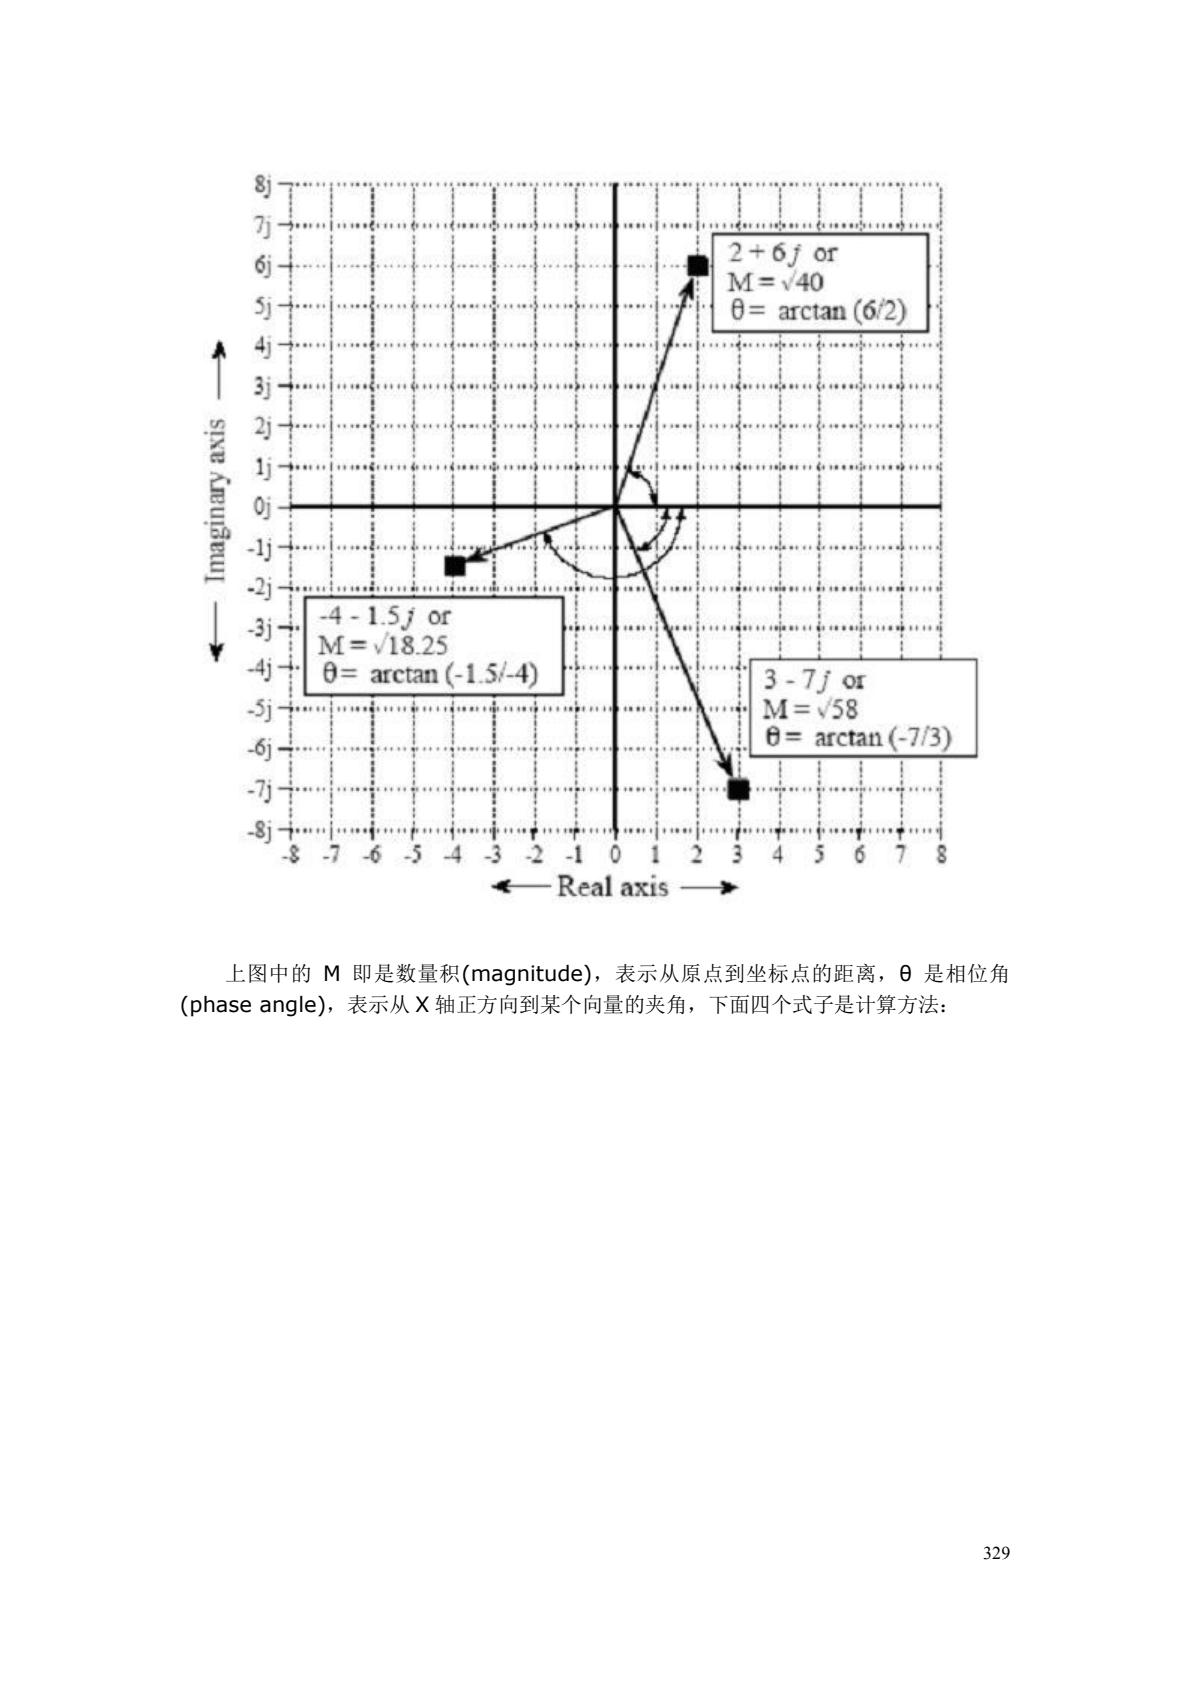 8j
7j
6j
5j
4j
3j
2j
1j
0j
-1j
-2j
-3j
-4j
-5j
-6j
-7j
-8j
Imaginary axis
2 + 6j or
M = √40
θ = arctan (6/2)
-4 - 1.5j or
M = √18.25
θ = arctan (-1.5/-4)
3 - 7j or
M = √58
θ = arctan (-7/3)
-8 -7 -6 -5 -4 -3 -2 -1 0 1 2 3 4 5 6 7 8
Real axis
上图中的 M 即是数量积(magnitude)，表示从原点到坐标点的距离，θ 是相位角
(phase angle)，表示从 X 轴正方向到某个向量的夹角，下面四个式子是计算方法：
329